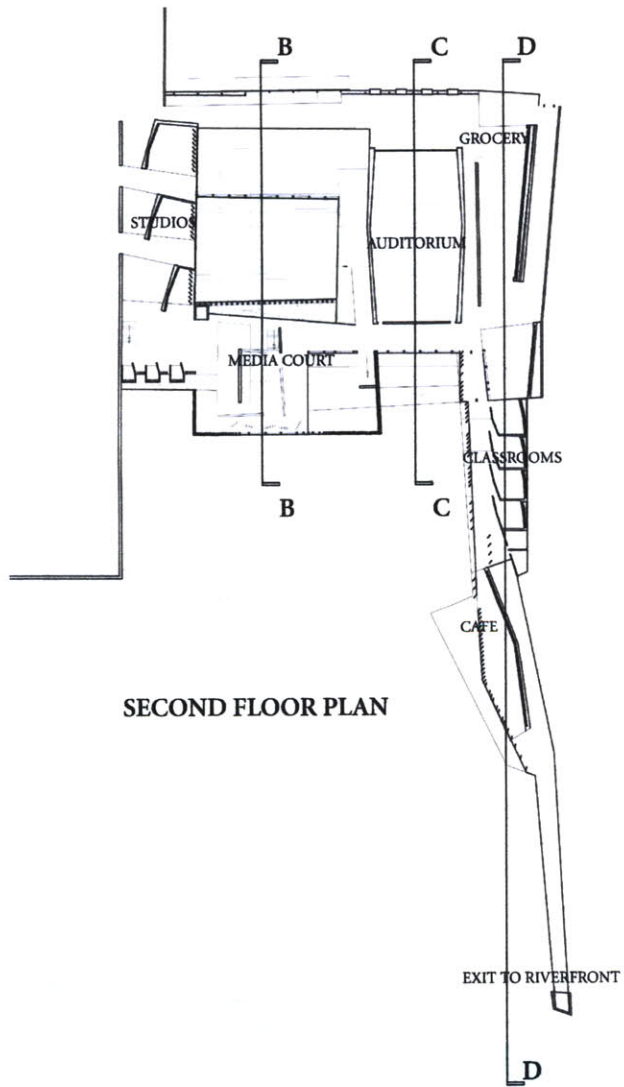 B
C
D
GROCERY
STUDIOS
AUDITORIUM
MEDIA COURT
CLASSROOMS
B
C
CAFE
SECOND FLOOR PLAN
EXIT TO RIVERFRONT
D